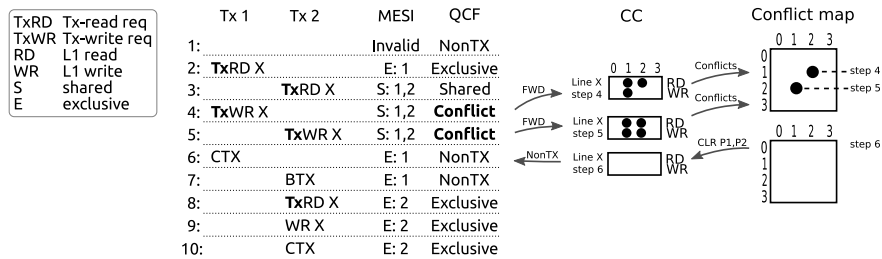 TxRD Tx-read req
TxWR Tx-write req
RD L1 read
WR L1 write
S shared
E exclusive
Tx 1 Tx 2 MESI QCF
1: Invalid NonTX
2: TxRD X E: 1 Exclusive
3: TxRD X S: 1,2 Shared
4: TxWR X S: 1,2 Conflict
5: TxWR X S: 1,2 Conflict
6: CTX E: 1 NonTX
7: BTX E: 1 NonTX
8: TxRD X E: 2 Exclusive
9: WR X E: 2 Exclusive
10: CTX E: 2 Exclusive
CC
0 1 2 3
FWD
Line X
step 4
RD
WR
Conflicts
FWD
Line X
step 5
RD
WR
Conflicts
NonTX
Line X
step 6
RD
WR
CLR P1,P2
Conflict map
0 1 2 3
0
1
2
3
step 4
step 5
0 1 2 3
0
1
2
3
step 6